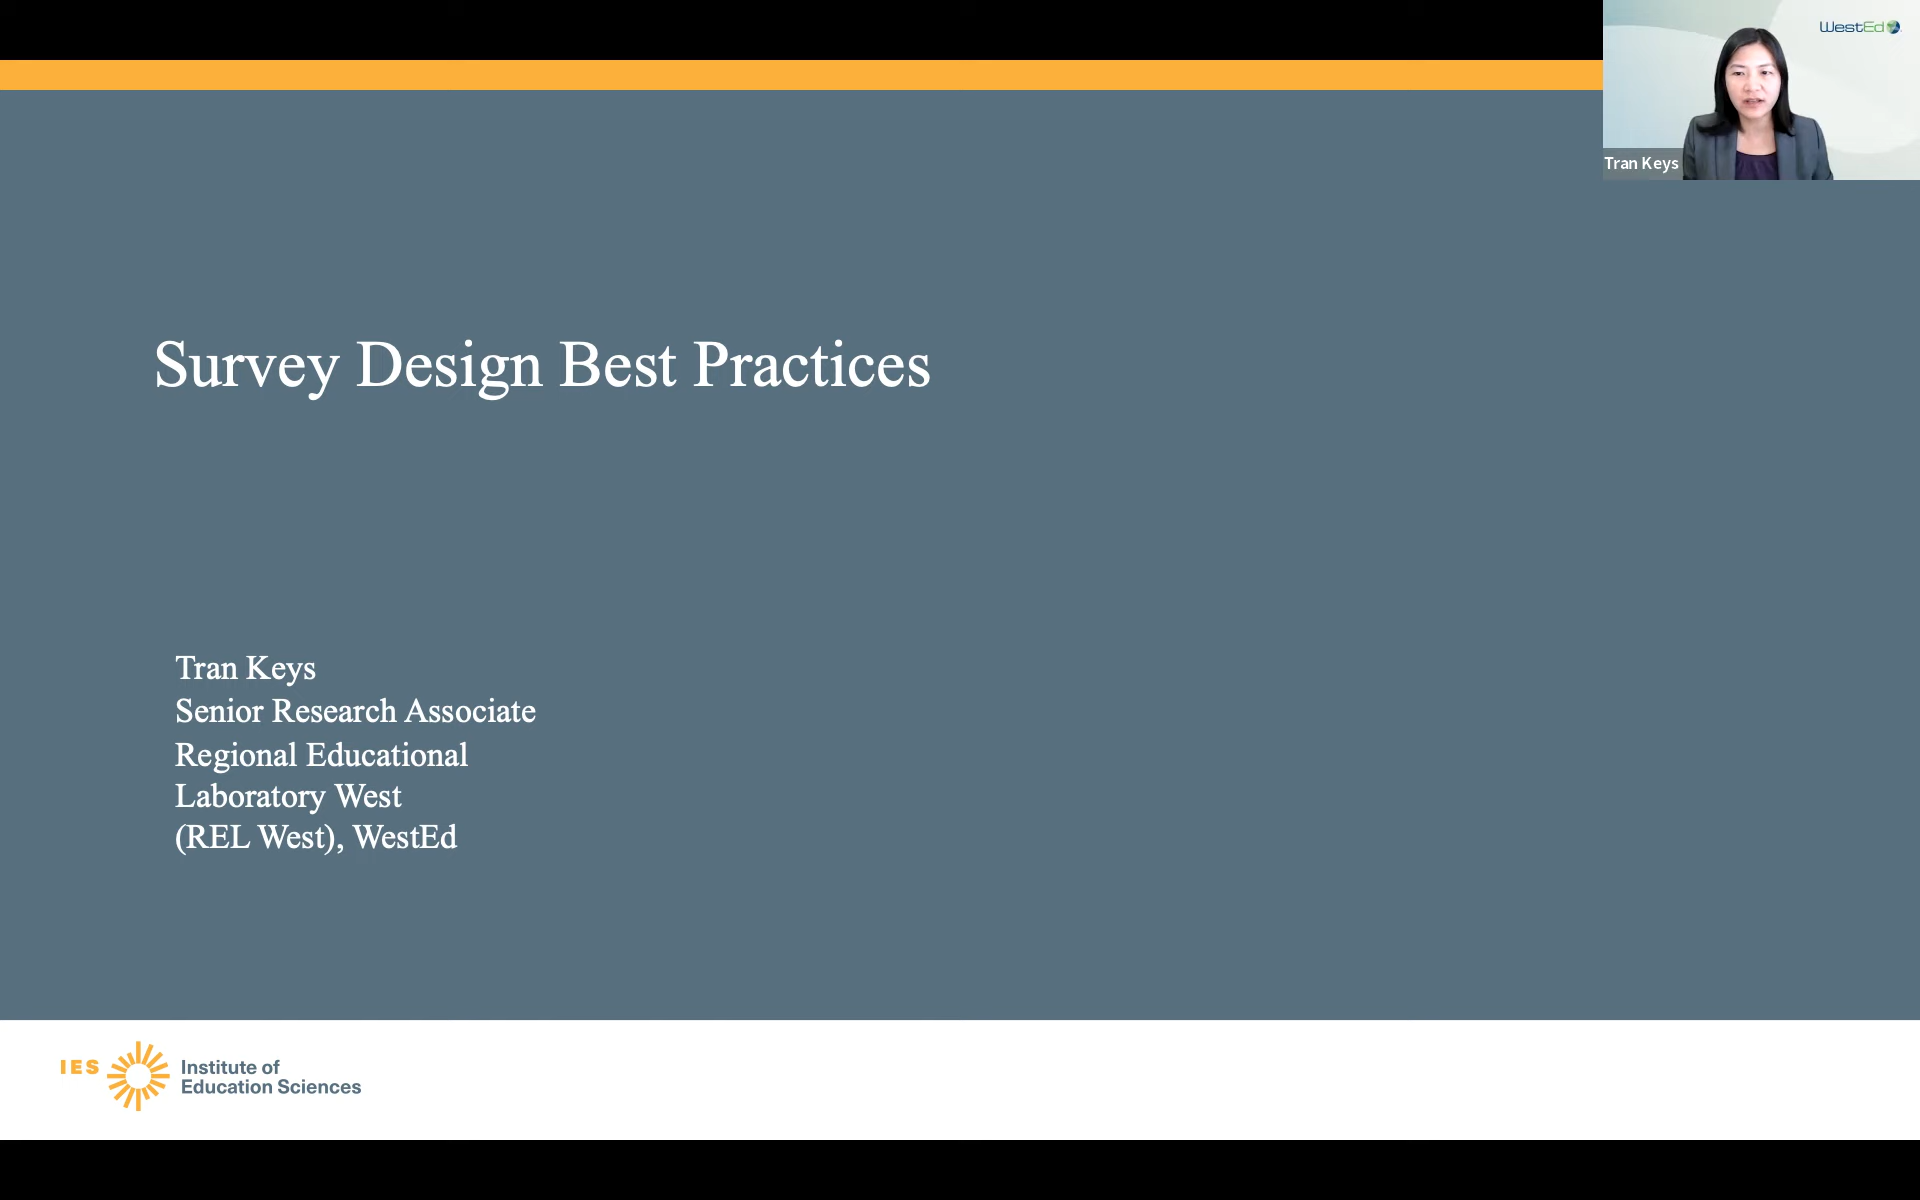 WestEd
Tran Keys
Survey Design Best Practices
Tran Keys
Senior Research Associate
Regional Educational
Laboratory West
(REL West), WestEd
IES
Institute of
Education Sciences